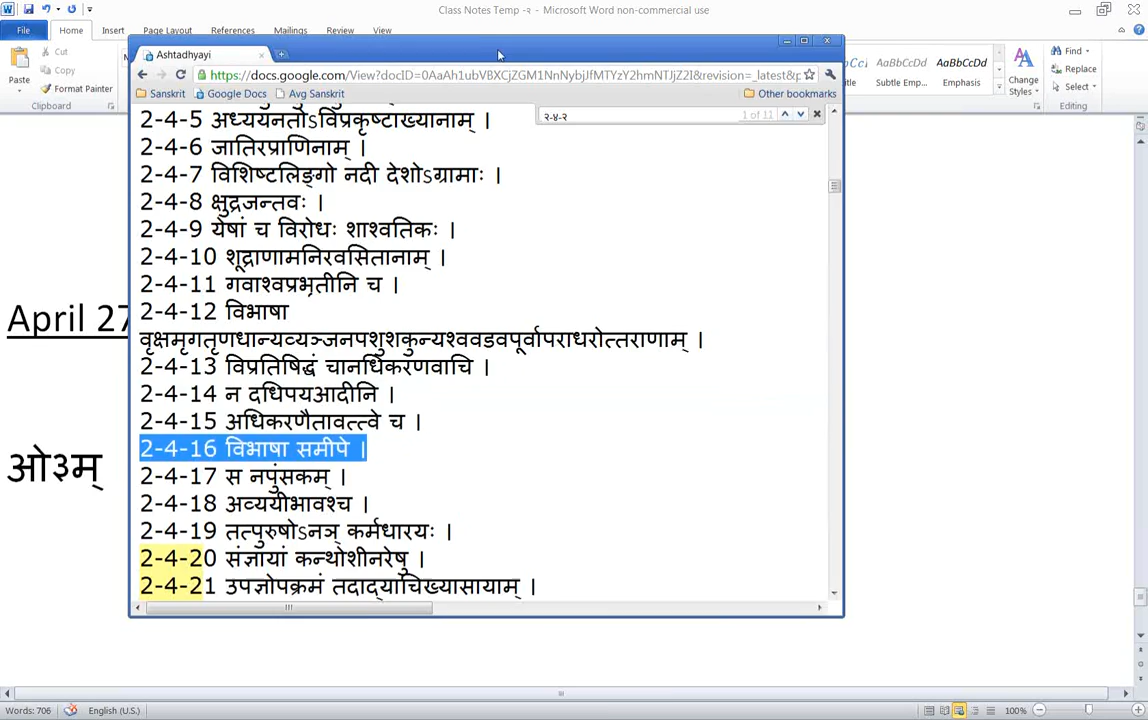 Class Notes Temp -२ - Microsoft Word non-commercial use
File Home Insert Page Layout References Mailings Review View
Cut
Copy
Format Painter
Paste
Clipboard
Subtle Emp... Emphasis
Change Styles
Find
Replace
Select
Editing
Ashtadhyayi
https://docs.google.com/View?docID=0AaAh1ubVBXCjZGM1NnNybjJfMTYzY2hmNTJjZ2I&revision=_latest&p
Sanskrit Google Docs Avg Sanskrit Other bookmarks
२-४-२ 1 of 11
2-4-5 अध्ययनतोऽविप्रकृष्टाख्यानाम् ।
2-4-6 जातिरप्राणिनाम् ।
2-4-7 विशिष्टलिङ्गो नदी देशोऽग्रामाः ।
2-4-8 क्षुद्रजन्तवः ।
2-4-9 येषां च विरोधः शाश्वतिकः ।
2-4-10 शूद्राणामनिरवसितानाम् ।
2-4-11 गवाश्वप्रभृतीनि च ।
2-4-12 विभाषा
वृक्षमृगतृणधान्यव्यञ्जनपशुशकुन्यश्ववडवपूर्वापराधरोत्तराणाम् ।
2-4-13 विप्रतिषिद्धं चानधिकरणवाचि ।
2-4-14 न दधिपयआदीनि ।
2-4-15 अधिकरणैतावत्त्वे च ।
2-4-16 विभाषा समीपे ।
2-4-17 स नपुंसकम् ।
2-4-18 अव्ययीभावश्च ।
2-4-19 तत्पुरुषोऽनञ् कर्मधारयः ।
2-4-20 संज्ञायां कन्थोशीनरेषु ।
2-4-21 उपज्ञोपक्रमं तदाद्याचिख्यासायाम् ।
April 27
ओ३म्
Words: 706 English (U.S.) 100%